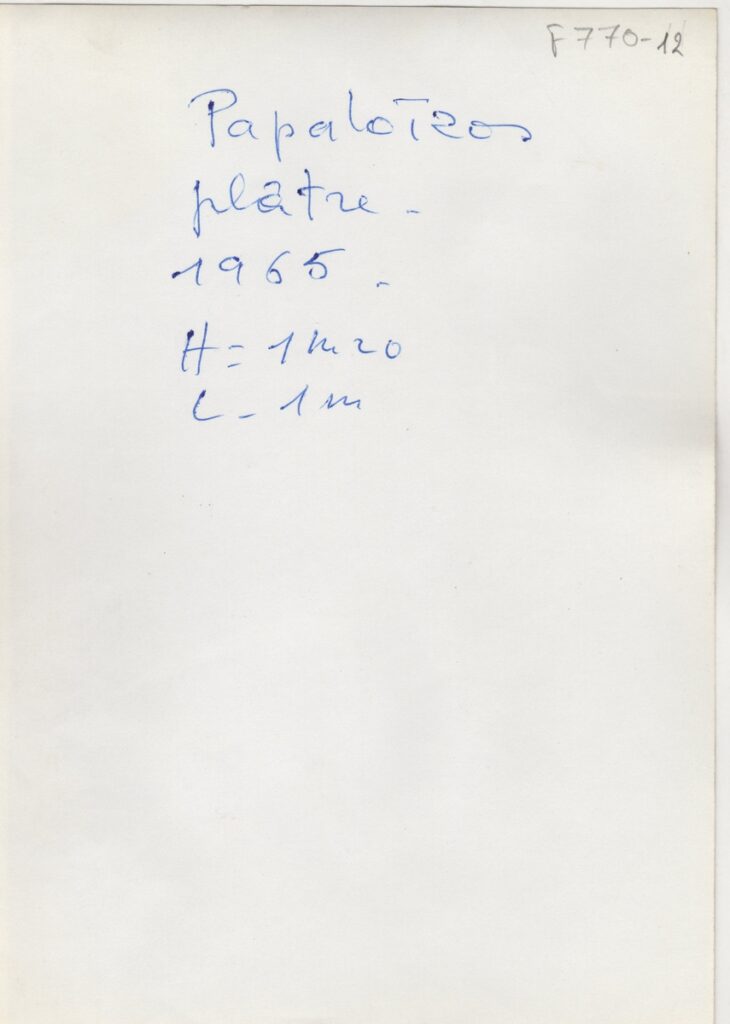 F770-12
Papaloïzos
plâtre -
1965 -
H = 1m20
L - 1m